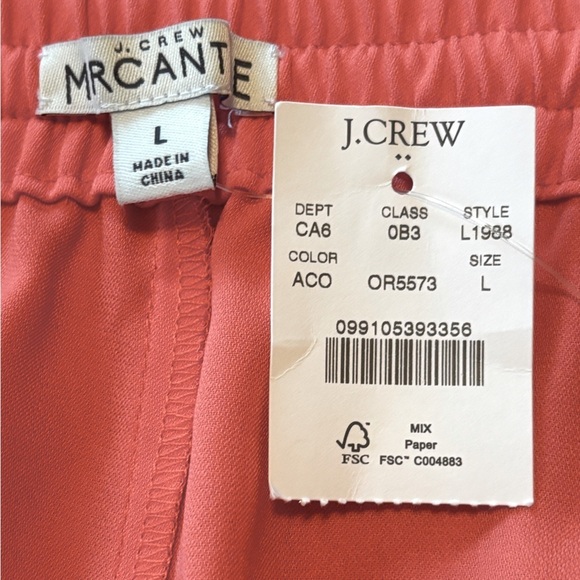 J. CREW
MRCANTE
L
MADE IN
CHINA
J.CREW
DEPT CLASS STYLE
CA6 0B3 L1988
COLOR SIZE
ACO OR5573 L
099105393356
MIX
Paper
FSC FSC™ C004883